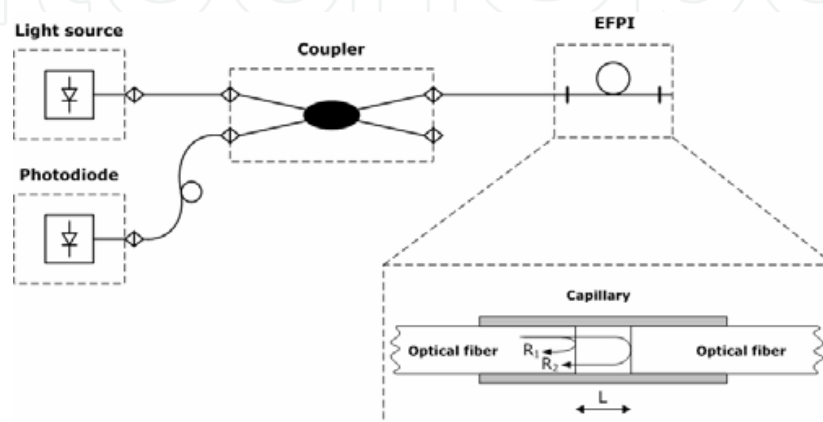 Light source
Coupler
EFPI
Photodiode
Capillary
Optical fiber
R1
R2
Optical fiber
L